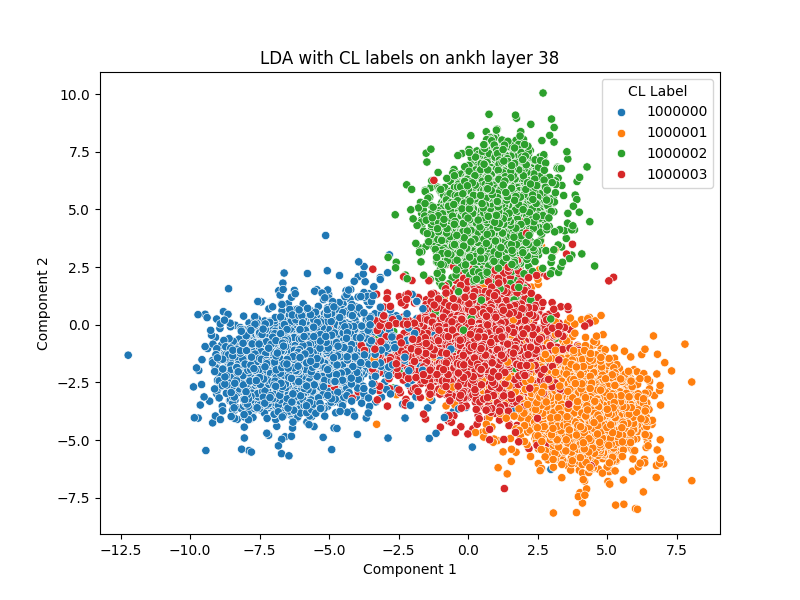 LDA with CL labels on ankh layer 38
CL Label
1000000
1000001
1000002
1000003
10.0
7.5
5.0
2.5
0.0
−2.5
−5.0
−7.5
Component 2
−12.5 −10.0 −7.5 −5.0 −2.5 0.0 2.5 5.0 7.5
Component 1